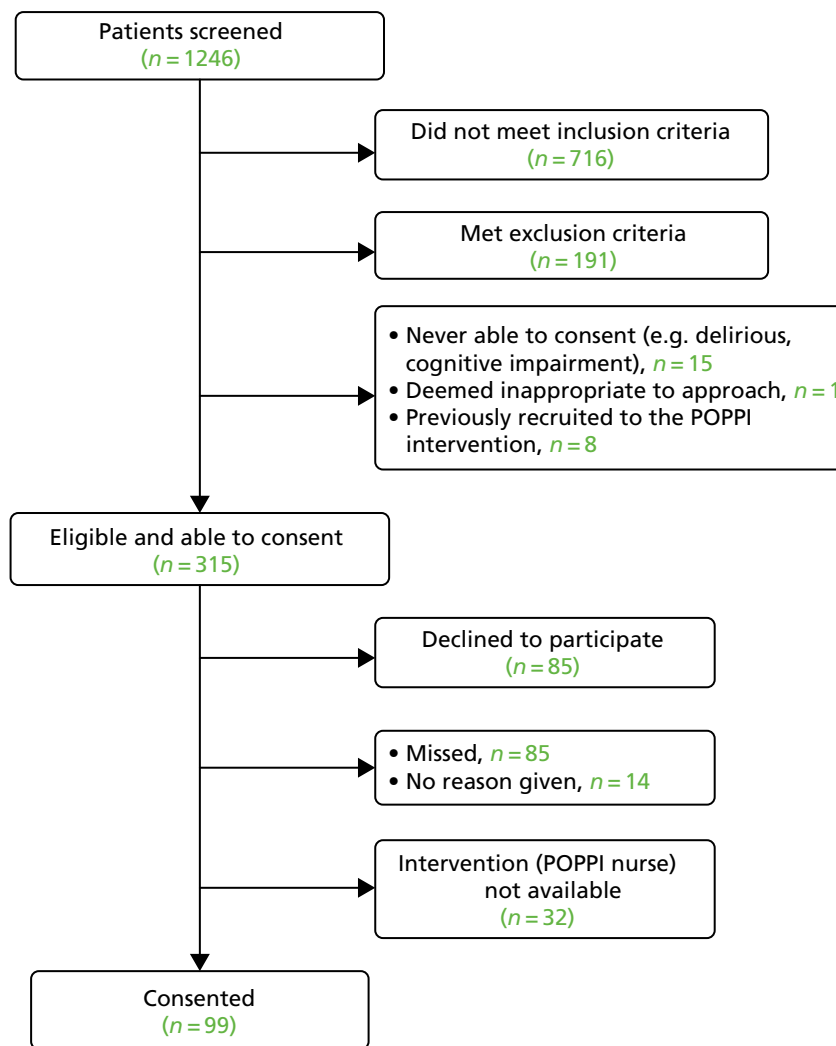 Patients screened
(n = 1246)
Did not meet inclusion criteria
(n = 716)
Met exclusion criteria
(n = 191)
• Never able to consent (e.g. delirious,
cognitive impairment), n = 15
• Deemed inappropriate to approach, n = 1
• Previously recruited to the POPPI
intervention, n = 8
Eligible and able to consent
(n = 315)
Declined to participate
(n = 85)
• Missed, n = 85
• No reason given, n = 14
Intervention (POPPI nurse)
not available
(n = 32)
Consented
(n = 99)